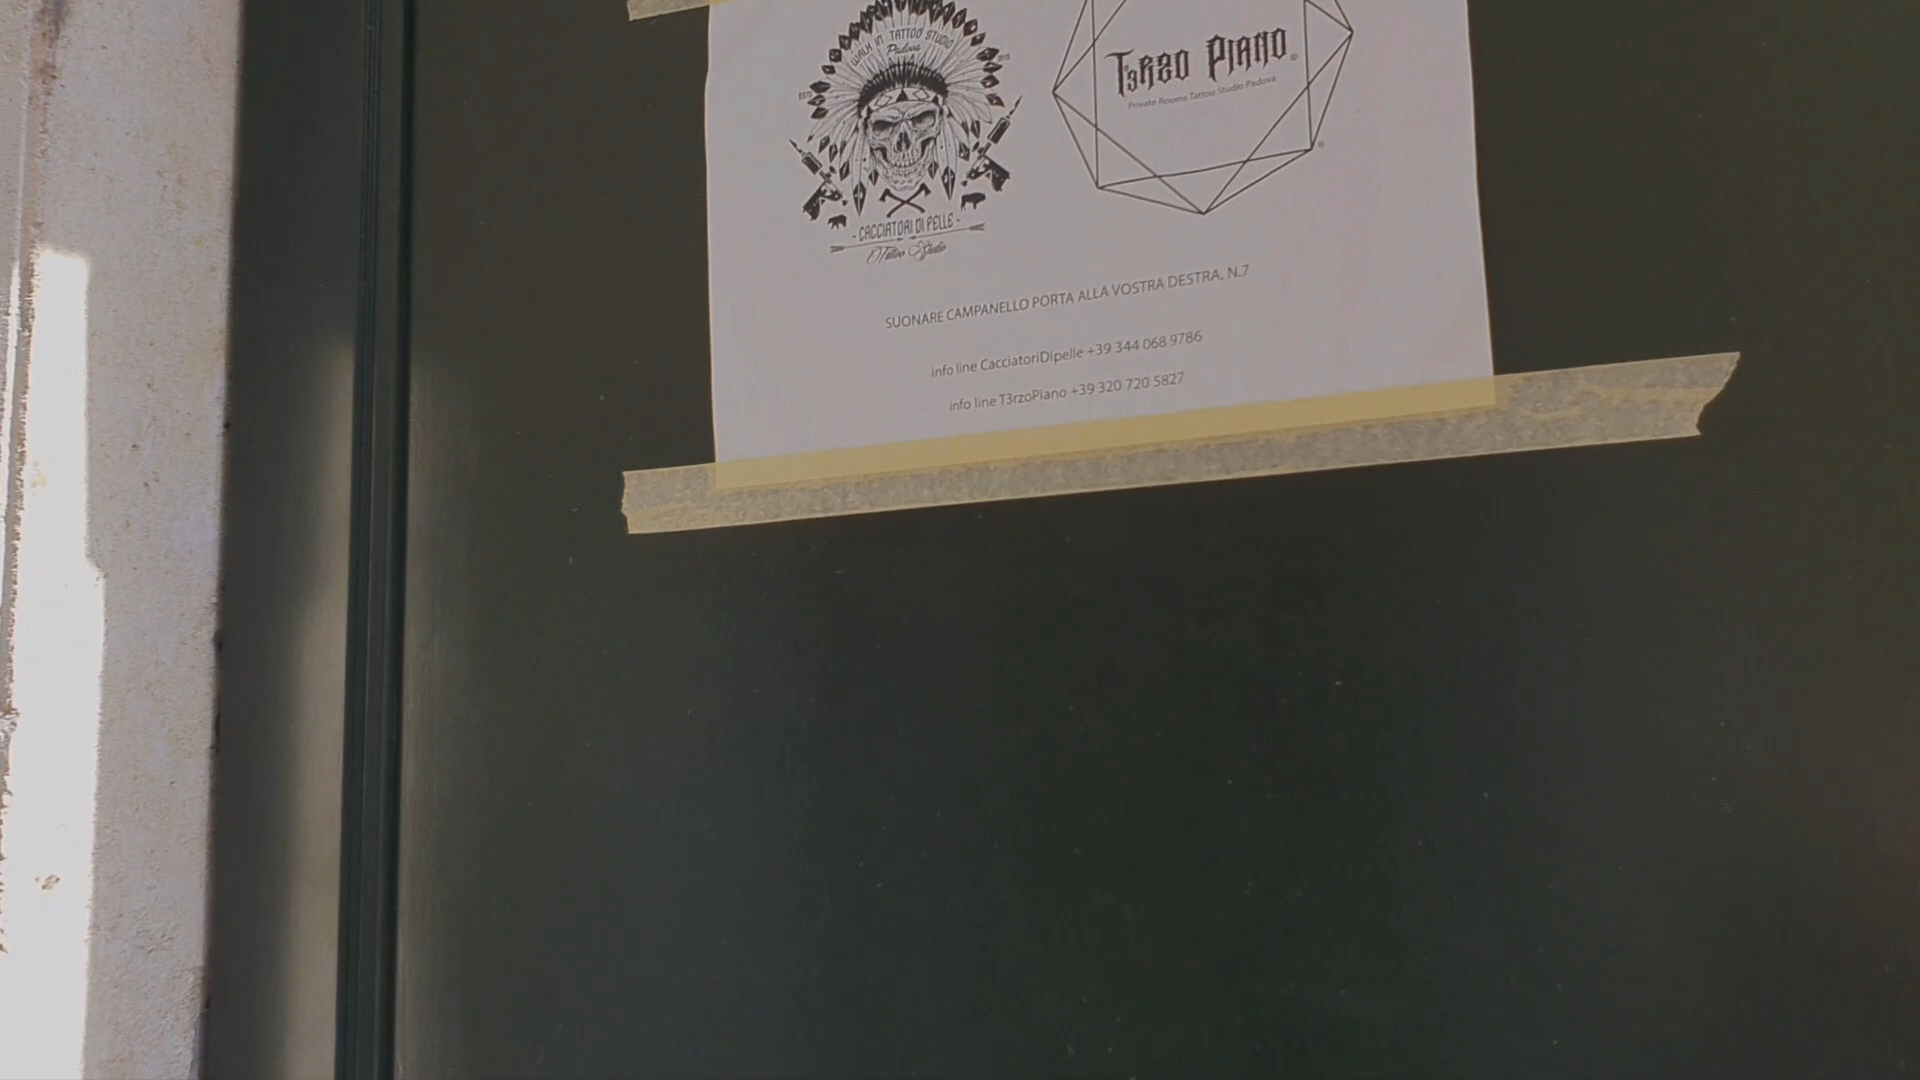 WALK IN TATTOO STUDIO
Padova
ESTD
2015
- CACCIATORI DI PELLE -
Tattoo Studio
T3RZO PIANO®
Private Rooms Tattoo Studio Padova
SUONARE CAMPANELLO PORTA ALLA VOSTRA DESTRA, N.7
info line CacciatoriDipelle +39 344 068 9786
info line T3rzoPiano +39 320 720 5827